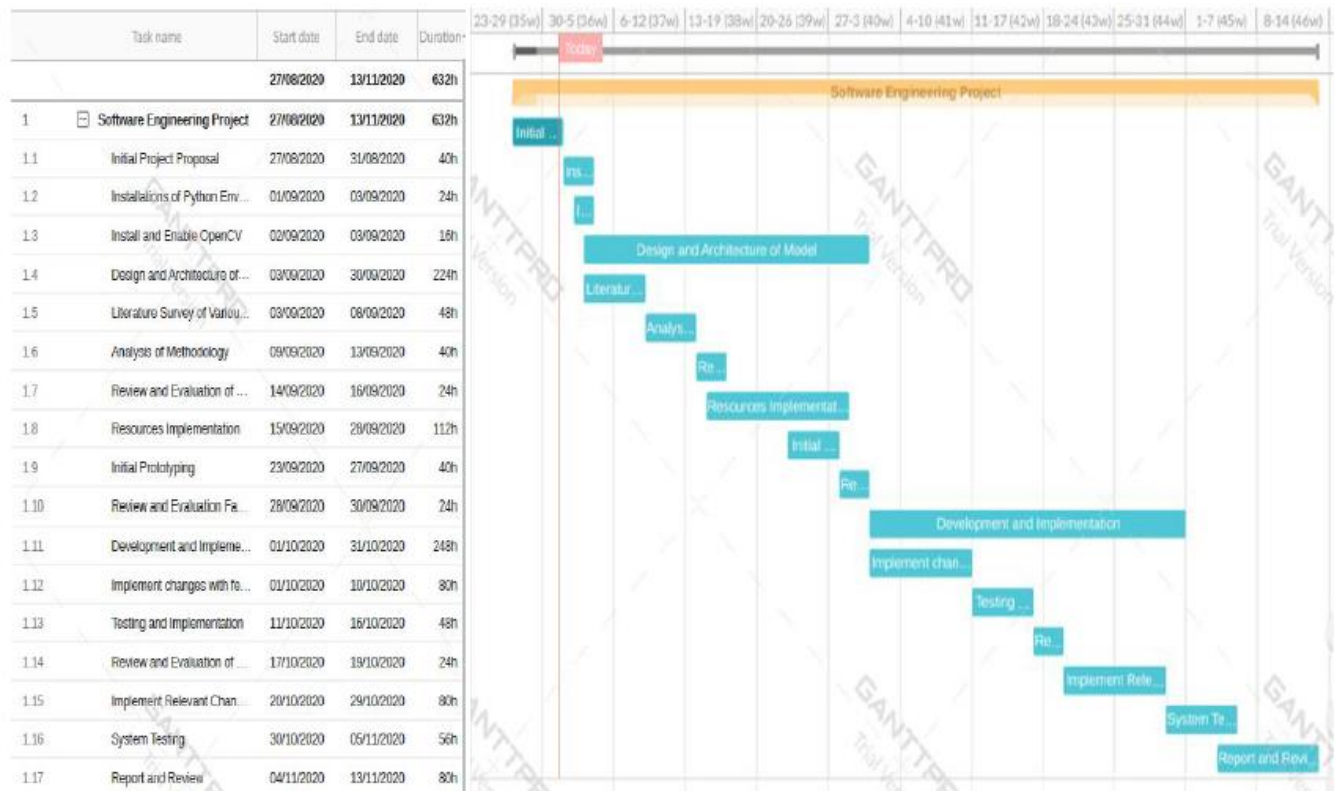 Task name Start date End date Duration
23-29 (35w) 30-5 (36w) 6-12 (37w) 13-19 (38w) 20-26 (39w) 27-3 (40w) 4-10 (41w) 11-17 (42w) 18-24 (43w) 25-31 (44w) 1-7 (45w) 8-14 (46w)
Today
27/08/2020 13/11/2020 632h
Software Engineering Project
1 Software Engineering Project 27/08/2020 13/11/2020 632h
Initial ...
1.1 Initial Project Proposal 27/08/2020 31/08/2020 40h
Ins...
1.2 Installations of Python Env... 01/09/2020 03/09/2020 24h
I...
1.3 Install and Enable OpenCV 02/09/2020 03/09/2020 16h
Design and Architecture of Model
1.4 Design and Architecture of... 03/09/2020 30/09/2020 224h
Literatur...
1.5 Literature Survey of Variou... 03/09/2020 08/09/2020 48h
Analys...
1.6 Analysis of Methodology 09/09/2020 13/09/2020 40h
Re...
1.7 Review and Evaluation of ... 14/09/2020 16/09/2020 24h
Resources Implementat...
1.8 Resources Implementation 15/09/2020 28/09/2020 112h
Initial ...
1.9 Initial Prototyping 23/09/2020 27/09/2020 40h
Re...
1.10 Review and Evaluation Fa... 28/09/2020 30/09/2020 24h
Development and Implementation
1.11 Development and Impleme... 01/10/2020 31/10/2020 248h
Implement chan...
1.12 Implement changes with fe... 01/10/2020 10/10/2020 80h
Testing ...
1.13 Testing and Implementation 11/10/2020 16/10/2020 48h
Re...
1.14 Review and Evaluation of ... 17/10/2020 19/10/2020 24h
Implement Rele...
1.15 Implement Relevant Chan... 20/10/2020 29/10/2020 80h
System Te...
1.16 System Testing 30/10/2020 05/11/2020 56h
Report and Revi...
1.17 Report and Review 04/11/2020 13/11/2020 80h
GANTTPRO
Trial Version
GANTTPRO
Trial Version
GANTTPRO
Trial Version
GANTTPRO
Trial Version
GANTTPRO
Trial Version